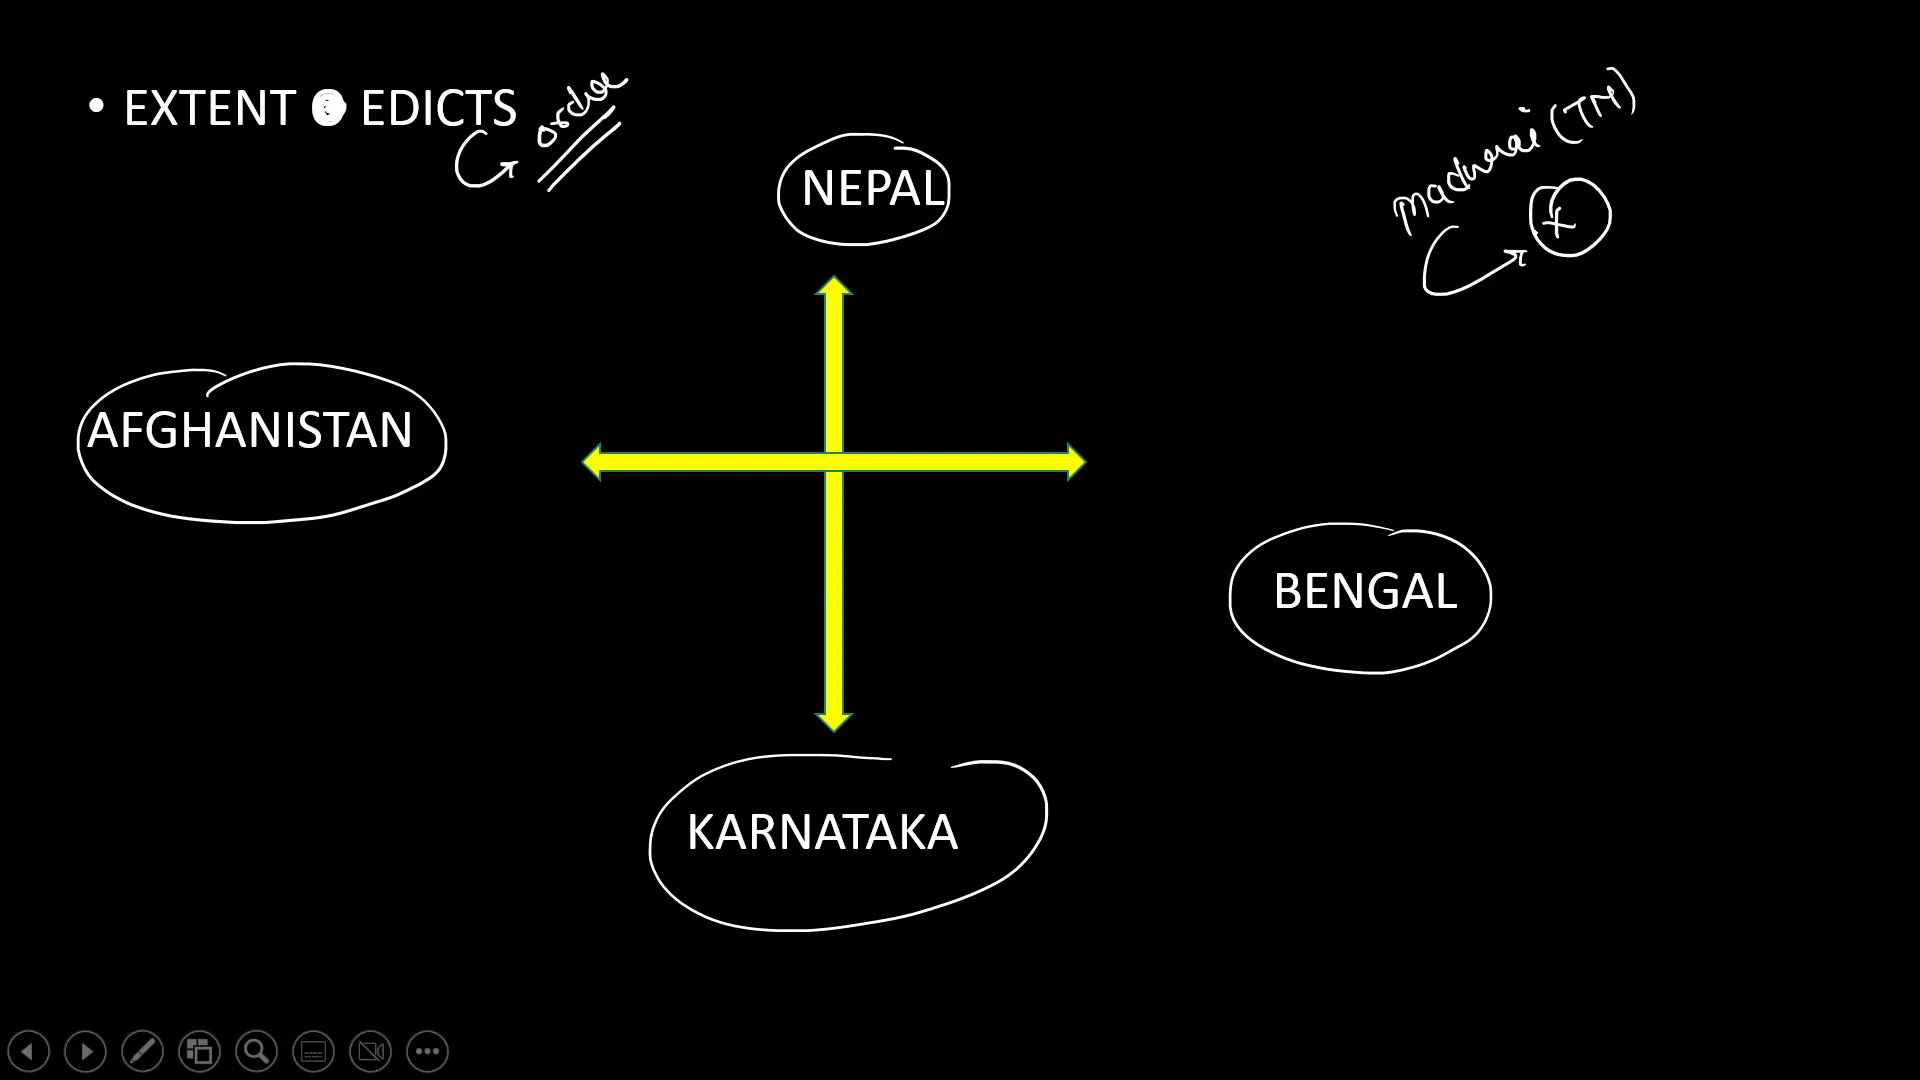 • EXTENT EDICTS
order
NEPAL
Madurai (TN)
x
AFGHANISTAN
BENGAL
KARNATAKA